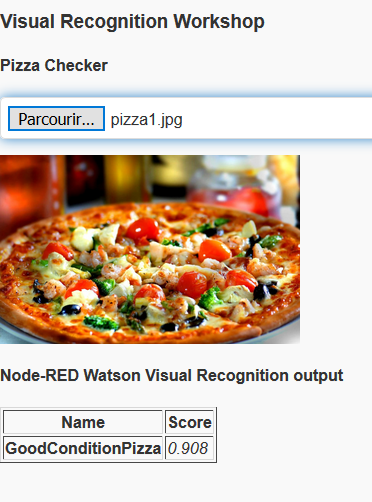 Visual Recognition Workshop
Pizza Checker
Parcourir... pizza1.jpg
Node-RED Watson Visual Recognition output
Name Score
GoodConditionPizza 0.908